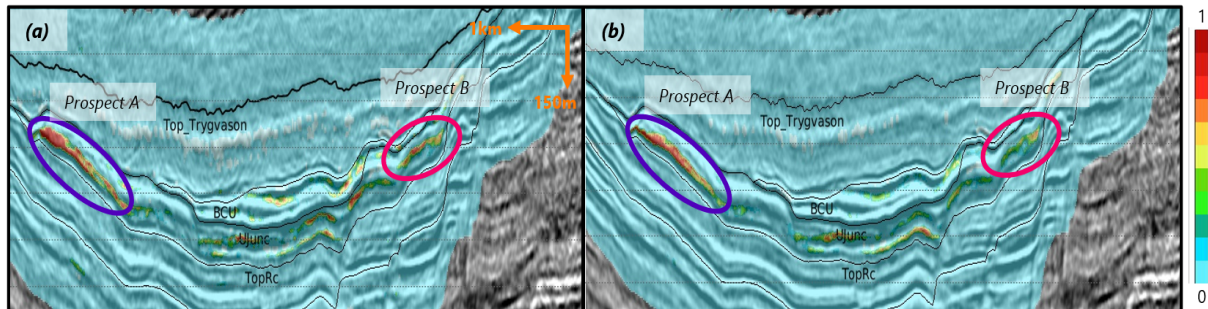 (a)
1km
150m
Prospect A
Prospect B
Top_Trygvason
BCU
UJunc
TopRc
(b)
Prospect A
Prospect B
Top_Trygvason
BCU
UJunc
TopRc
1
0